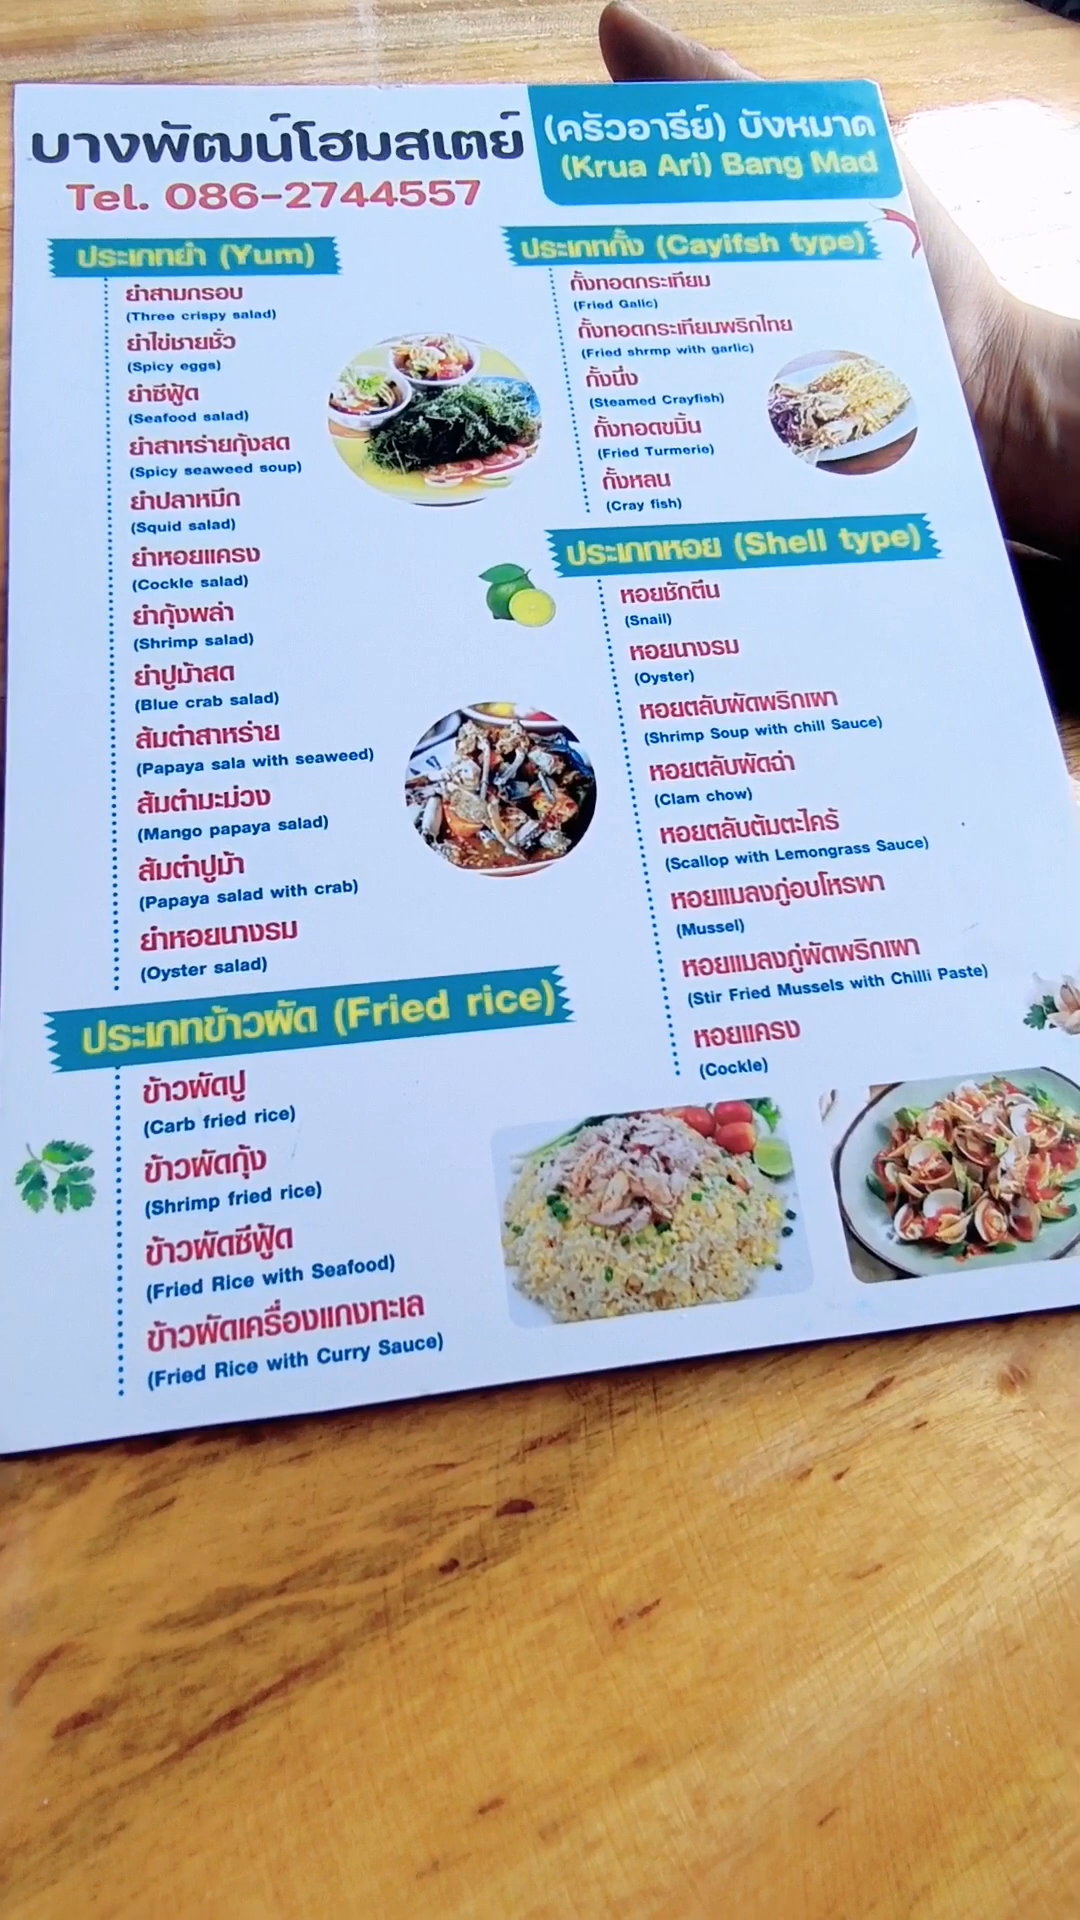 บางพัฒน์โฮมสเตย์
Tel. 086-2744557
(ครัวอารีย์) บังหมาด
(Krua Ari) Bang Mad
ประเภทยำ (Yum)
ยำสามกรอบ
(Three crispy salad)
ยำไข่ชายชั่ว
(Spicy eggs)
ยำซีฟู้ด
(Seafood salad)
ยำสาหร่ายกุ้งสด
(Spicy seaweed soup)
ยำปลาหมึก
(Squid salad)
ยำหอยแครง
(Cockle salad)
ยำกุ้งพล่า
(Shrimp salad)
ยำปูม้าสด
(Blue crab salad)
ส้มตำสาหร่าย
(Papaya sala with seaweed)
ส้มตำมะม่วง
(Mango papaya salad)
ส้มตำปูม้า
(Papaya salad with crab)
ยำหอยนางรม
(Oyster salad)
ประเภทข้าวผัด (Fried rice)
ข้าวผัดปู
(Carb fried rice)
ข้าวผัดกุ้ง
(Shrimp fried rice)
ข้าวผัดซีฟู้ด
(Fried Rice with Seafood)
ข้าวผัดเครื่องแกงทะเล
(Fried Rice with Curry Sauce)
ประเภทกั้ง (Cayifsh type)
กั้งทอดกระเทียม
(Fried Galic)
กั้งทอดกระเทียมพริกไทย
(Fried shrmp with garlic)
กั้งนึ่ง
(Steamed Crayfish)
กั้งทอดขมิ้น
(Fried Turmerie)
กั้งหลน
(Cray fish)
ประเภทหอย (Shell type)
หอยชักตีน
(Snail)
หอยนางรม
(Oyster)
หอยตลับผัดพริกเผา
(Shrimp Soup with chill Sauce)
หอยตลับผัดฉ่า
(Clam chow)
หอยตลับต้มตะไคร้
(Scallop with Lemongrass Sauce)
หอยแมลงภู่อบโหรพา
(Mussel)
หอยแมลงภู่ผัดพริกเผา
(Stir Fried Mussels with Chilli Paste)
หอยแครง
(Cockle)